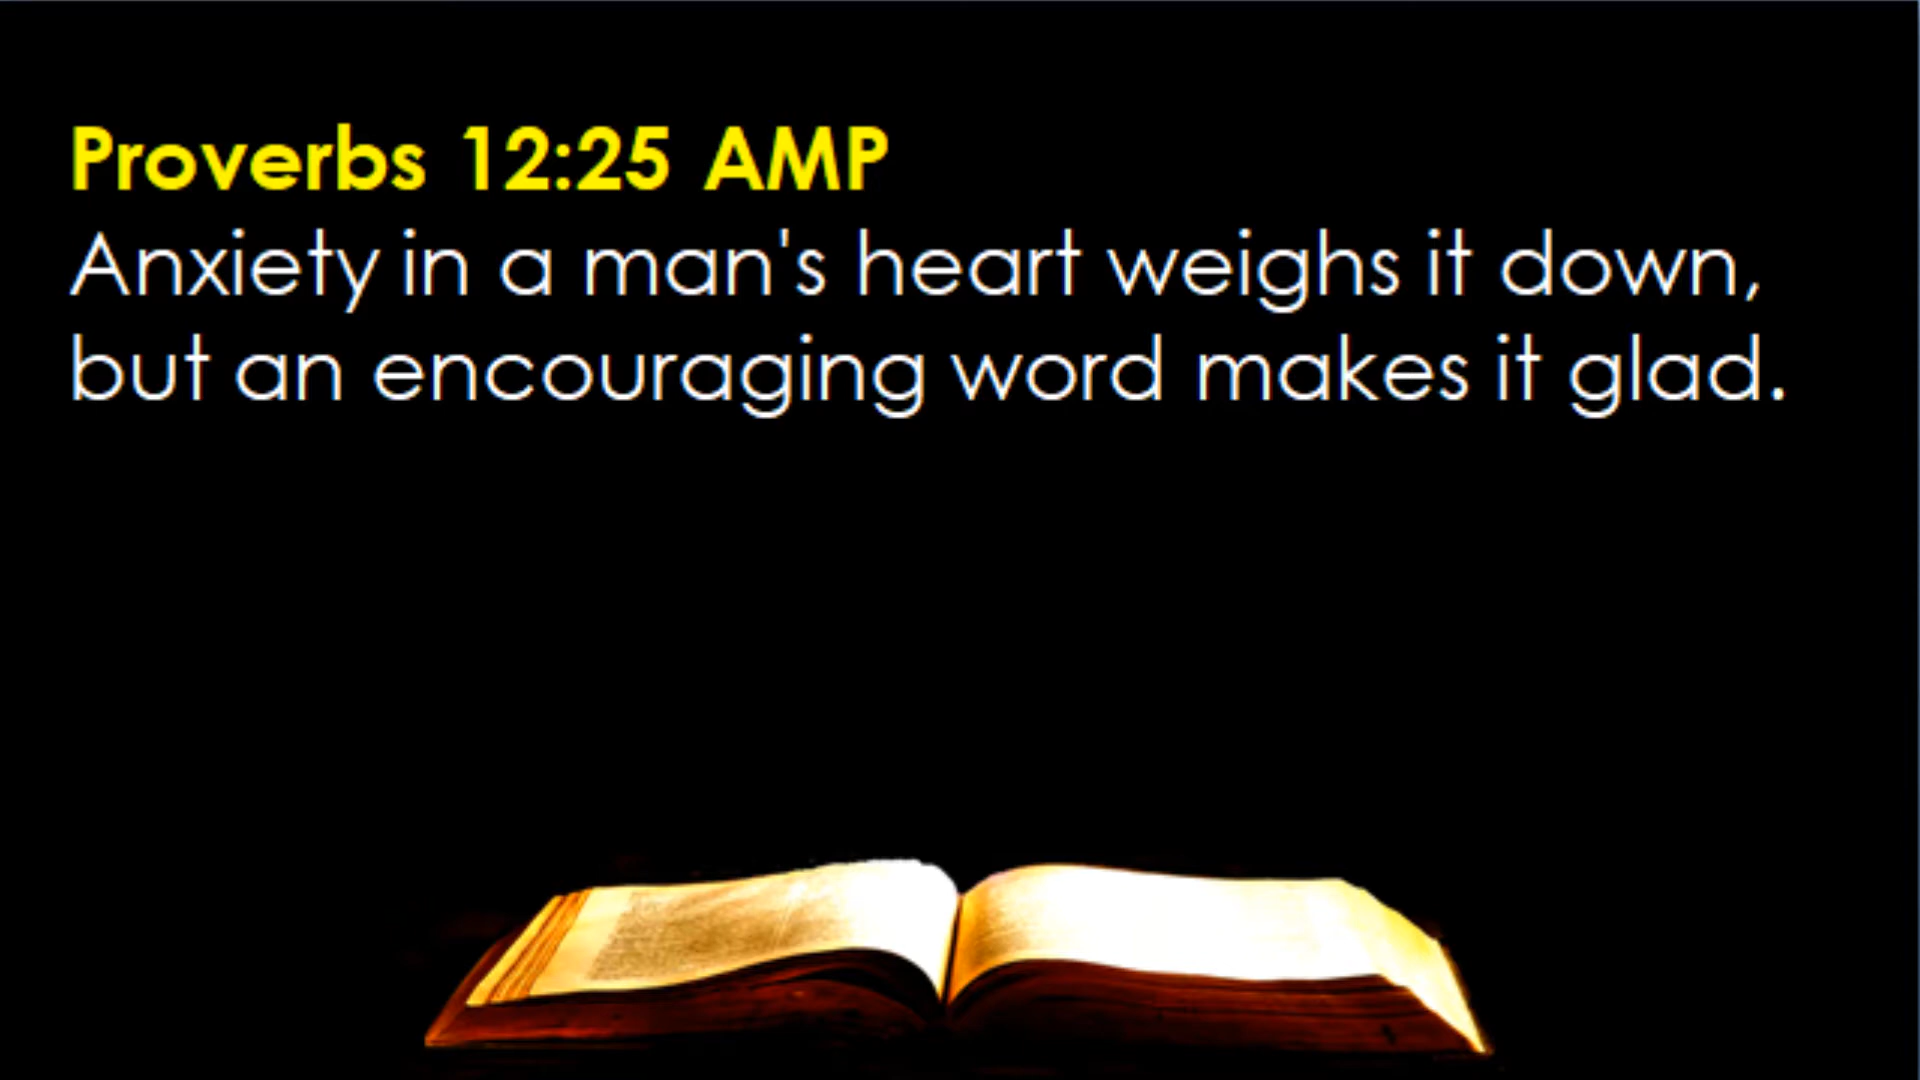 Proverbs 12:25 AMP
Anxiety in a man's heart weighs it down,
but an encouraging word makes it glad.